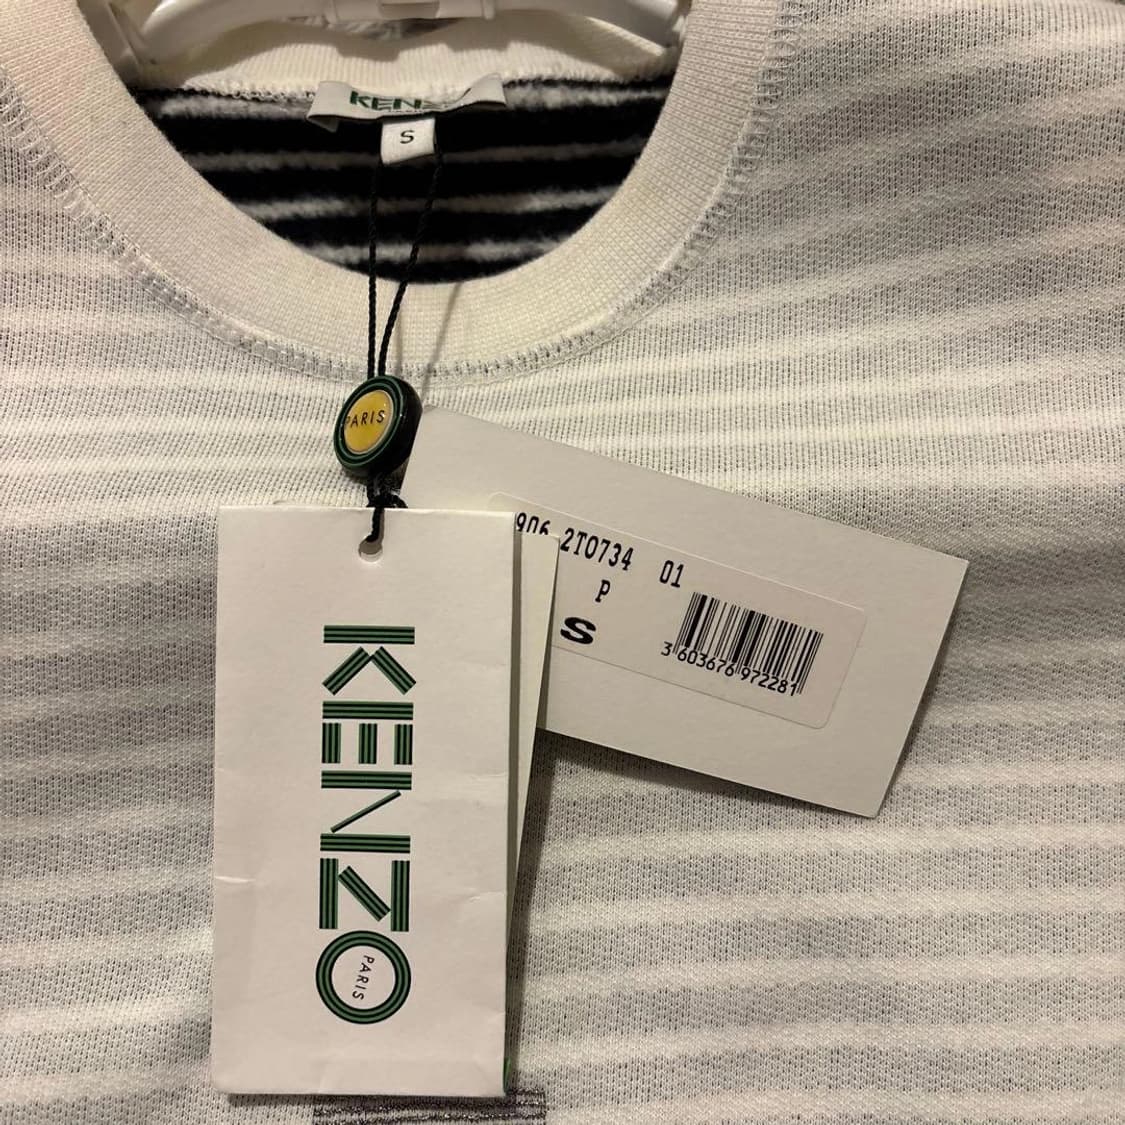 KENZO
S
PARIS
906 2T0734 01
P
S
3 603676 972281
KENZO
PARIS